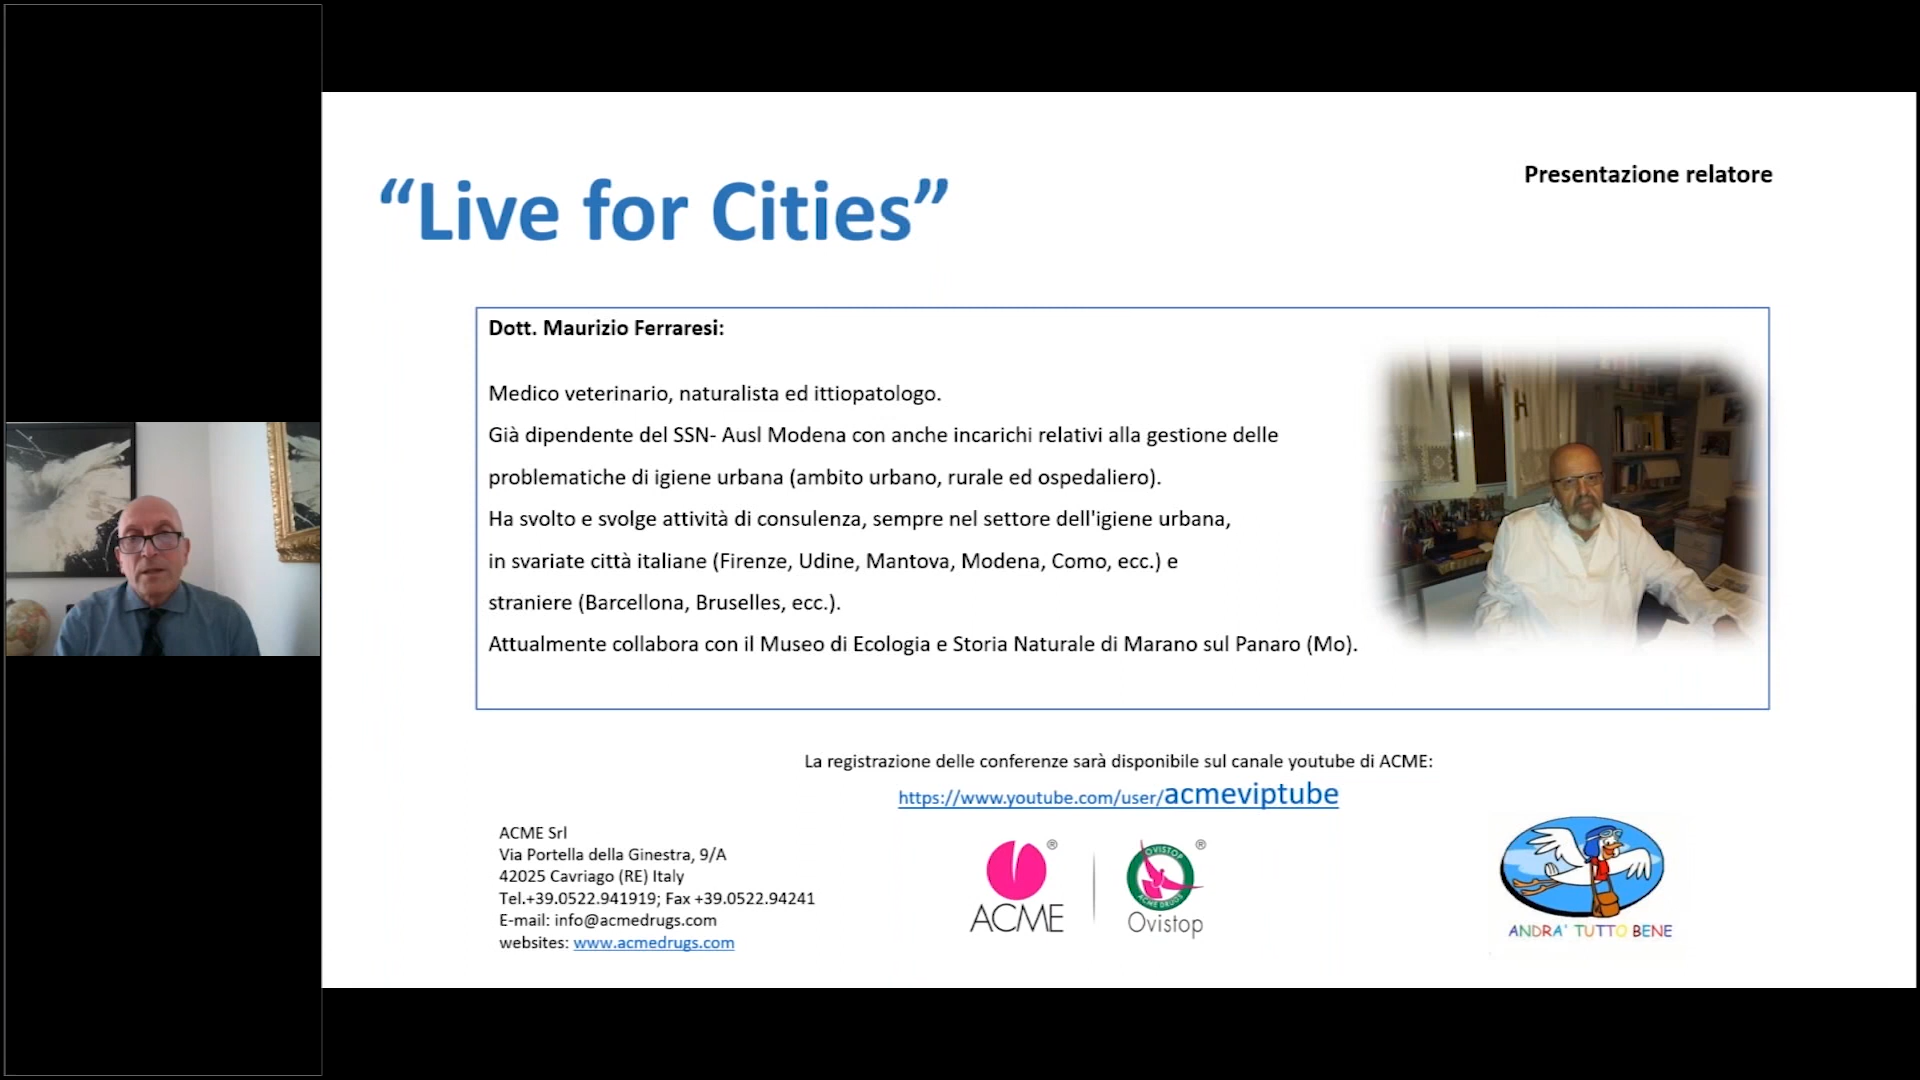 “Live for Cities”
Presentazione relatore
Dott. Maurizio Ferraresi:
Medico veterinario, naturalista ed ittiopatologo.
Già dipendente del SSN- Ausl Modena con anche incarichi relativi alla gestione delle
problematiche di igiene urbana (ambito urbano, rurale ed ospedaliero).
Ha svolto e svolge attività di consulenza, sempre nel settore dell'igiene urbana,
in svariate città italiane (Firenze, Udine, Mantova, Modena, Como, ecc.) e
straniere (Barcellona, Bruselles, ecc.).
Attualmente collabora con il Museo di Ecologia e Storia Naturale di Marano sul Panaro (Mo).
La registrazione delle conferenze sarà disponibile sul canale youtube di ACME:
https://www.youtube.com/user/acmeviptube
ACME Srl
Via Portella della Ginestra, 9/A
42025 Cavriago (RE) Italy
Tel.+39.0522.941919; Fax +39.0522.94241
E-mail: info@acmedrugs.com
websites: www.acmedrugs.com
®
ACME
®
OVISTOP
ACME DRUGS
Ovistop
ANDRA' TUTTO BENE